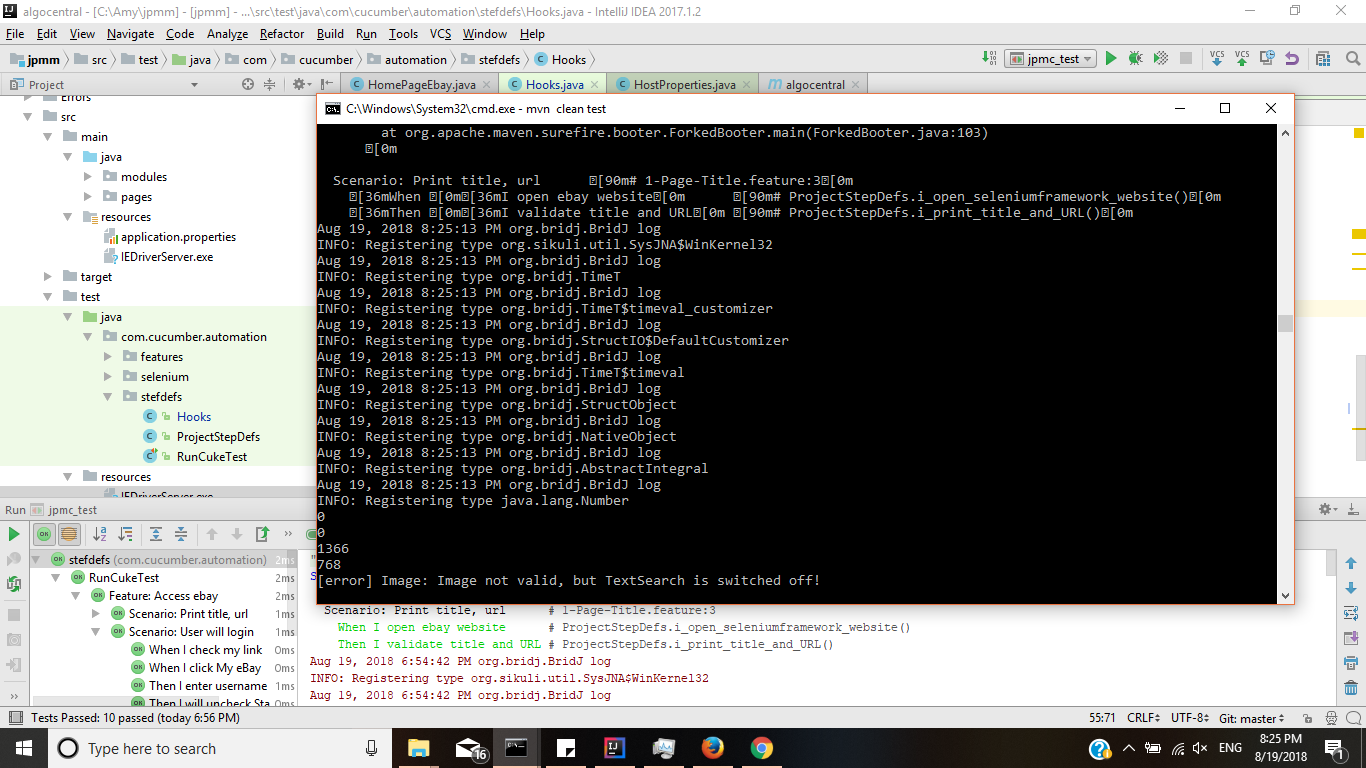 algocentral - [C:\Amy\jpmm] - [jpmm] - ...\src\test\java\com\cucumber\automation\stefdefs\Hooks.java - IntelliJ IDEA 2017.1.2
File Edit View Navigate Code Analyze Refactor Build Run Tools VCS Window Help
jpmm src test java com cucumber automation stefdefs Hooks jpmc_test VCS VCS
Project HomePageEbay.java Hooks.java HostProperties.java algocentral
Errors
src
main
java
modules
pages
resources
application.properties
IEDriverServer.exe
target
test
java
com.cucumber.automation
features
selenium
stefdefs
Hooks
ProjectStepDefs
RunCukeTest
resources
IEDriverServer.exe
C:\Windows\System32\cmd.exe - mvn clean test
at org.apache.maven.surefire.booter.ForkedBooter.main(ForkedBooter.java:103)
[0m
Scenario: Print title, url [90m# 1-Page-Title.feature:3[0m
[36mWhen [0m[36mI open ebay website[0m [90m# ProjectStepDefs.i_open_seleniumframework_website()[0m
[36mThen [0m[36mI validate title and URL[0m [90m# ProjectStepDefs.i_print_title_and_URL()[0m
Aug 19, 2018 8:25:13 PM org.bridj.BridJ log
INFO: Registering type org.sikuli.util.SysJNA$WinKernel32
Aug 19, 2018 8:25:13 PM org.bridj.BridJ log
INFO: Registering type org.bridj.TimeT
Aug 19, 2018 8:25:13 PM org.bridj.BridJ log
INFO: Registering type org.bridj.TimeT$timeval_customizer
Aug 19, 2018 8:25:13 PM org.bridj.BridJ log
INFO: Registering type org.bridj.StructIO$DefaultCustomizer
Aug 19, 2018 8:25:13 PM org.bridj.BridJ log
INFO: Registering type org.bridj.TimeT$timeval
Aug 19, 2018 8:25:13 PM org.bridj.BridJ log
INFO: Registering type org.bridj.StructObject
Aug 19, 2018 8:25:13 PM org.bridj.BridJ log
INFO: Registering type org.bridj.NativeObject
Aug 19, 2018 8:25:13 PM org.bridj.BridJ log
INFO: Registering type org.bridj.AbstractIntegral
Aug 19, 2018 8:25:13 PM org.bridj.BridJ log
INFO: Registering type java.lang.Number
0
0
1366
768
[error] Image: Image not valid, but TextSearch is switched off!
Run jpmc_test
stefdefs (com.cucumber.automation) 2ms
RunCukeTest 2ms
Feature: Access ebay 2ms
Scenario: Print title, url 1ms
Scenario: User will login 1ms
When I check my link 0ms
When I click My eBay 0ms
Then I enter username 1ms
Then I will uncheck Sta 0ms
Scenario: Print title, url # 1-Page-Title.feature:3
When I open ebay website # ProjectStepDefs.i_open_seleniumframework_website()
Then I validate title and URL # ProjectStepDefs.i_print_title_and_URL()
Aug 19, 2018 6:54:42 PM org.bridj.BridJ log
INFO: Registering type org.sikuli.util.SysJNA$WinKernel32
Aug 19, 2018 6:54:42 PM org.bridj.BridJ log
Tests Passed: 10 passed (today 6:56 PM) 55:71 CRLF UTF-8 Git: master
Type here to search 16 ENG 8:25 PM 8/19/2018 1